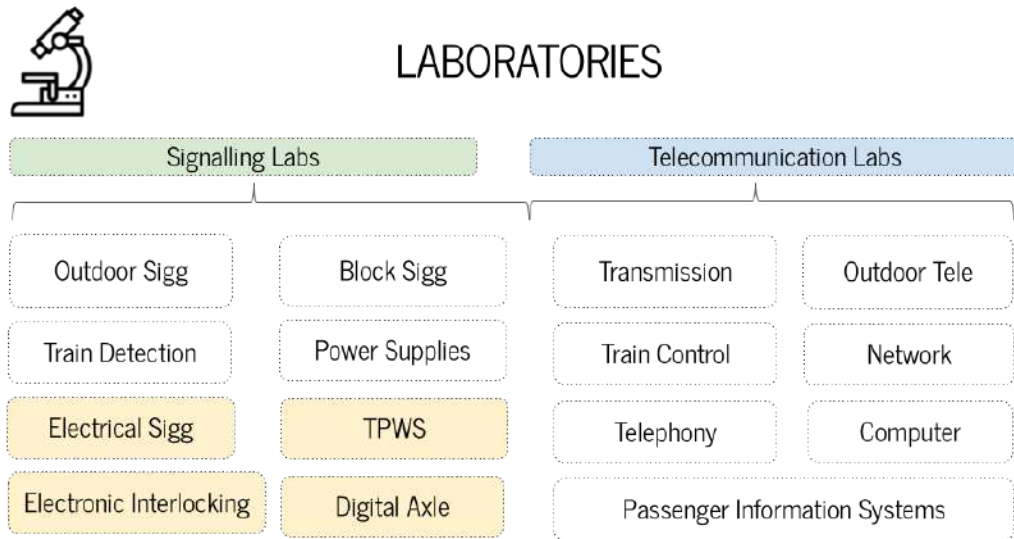 LABORATORIES
Signalling Labs
Telecommunication Labs
Outdoor Sigg
Block Sigg
Transmission
Outdoor Tele
Train Detection
Power Supplies
Train Control
Network
Electrical Sigg
TPWS
Telephony
Computer
Electronic Interlocking
Digital Axle
Passenger Information Systems